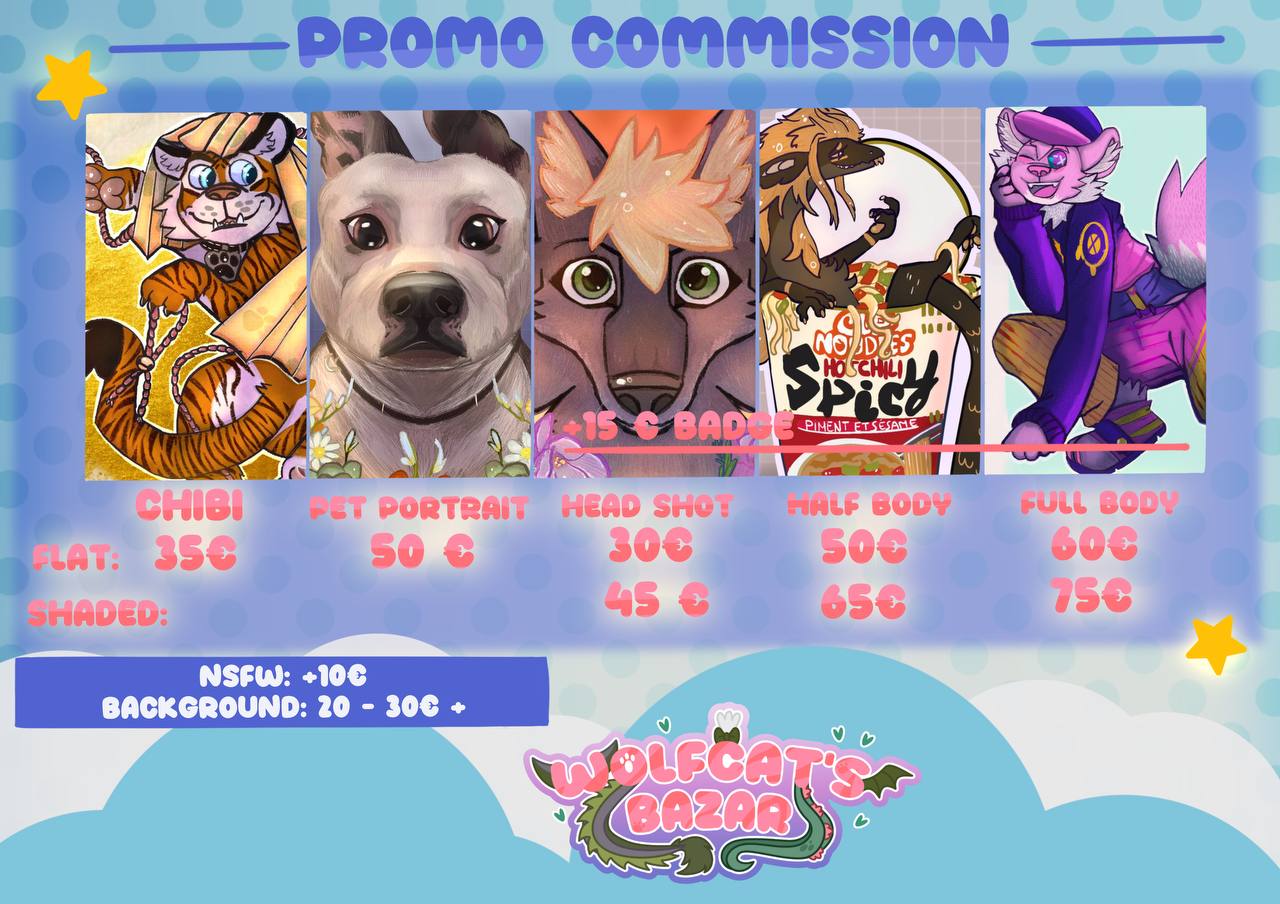 PROMO COMMISSION
NOODLES
HOT CHILI
Spicy
PIMENT ET SESAME
+15 € BADGE
CHIBI
PET PORTRAIT
HEAD SHOT
HALF BODY
FULL BODY
FLAT: 35€ 50 € 30€ 50€ 60€
SHADED: 45 € 65€ 75€
NSFW: +10€
BACKGROUND: 20 - 30€ +
WOLFCAT'S
BAZAR